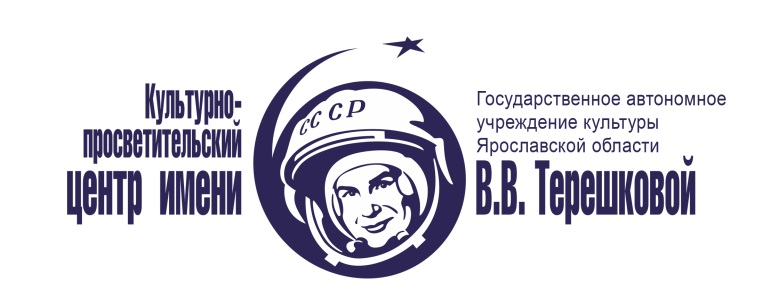 Культурно-
просветительский
центр имени
СССР
Государственное автономное
учреждение культуры
Ярославской области
В.В. Терешковой